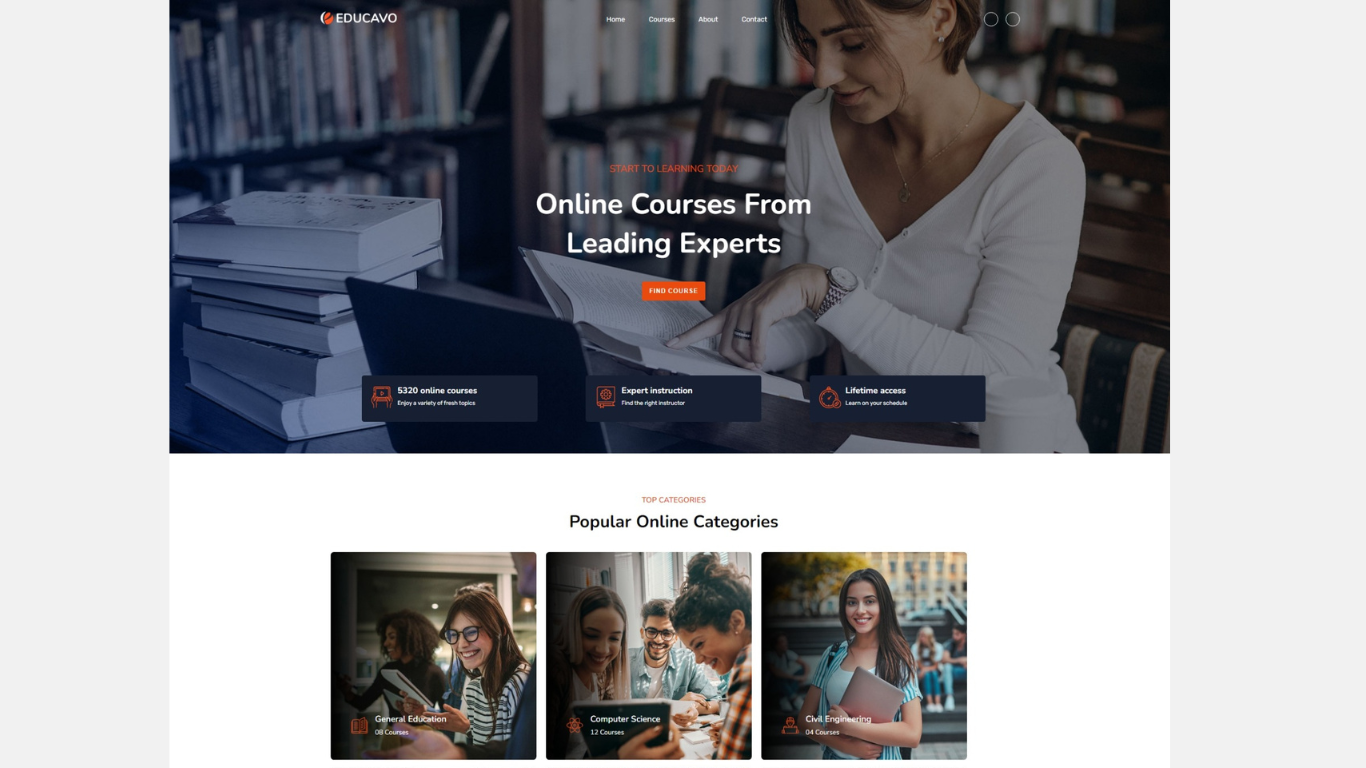 EDUCAVO
Home Courses About Contact
START TO LEARNING TODAY
Online Courses From
Leading Experts
FIND COURSE
5320 online courses
Enjoy a variety of fresh topics
Expert instruction
Find the right instructor
Lifetime access
Learn on your schedule
TOP CATEGORIES
Popular Online Categories
General Education
08 Courses
Computer Science
12 Courses
Civil Engineering
04 Courses